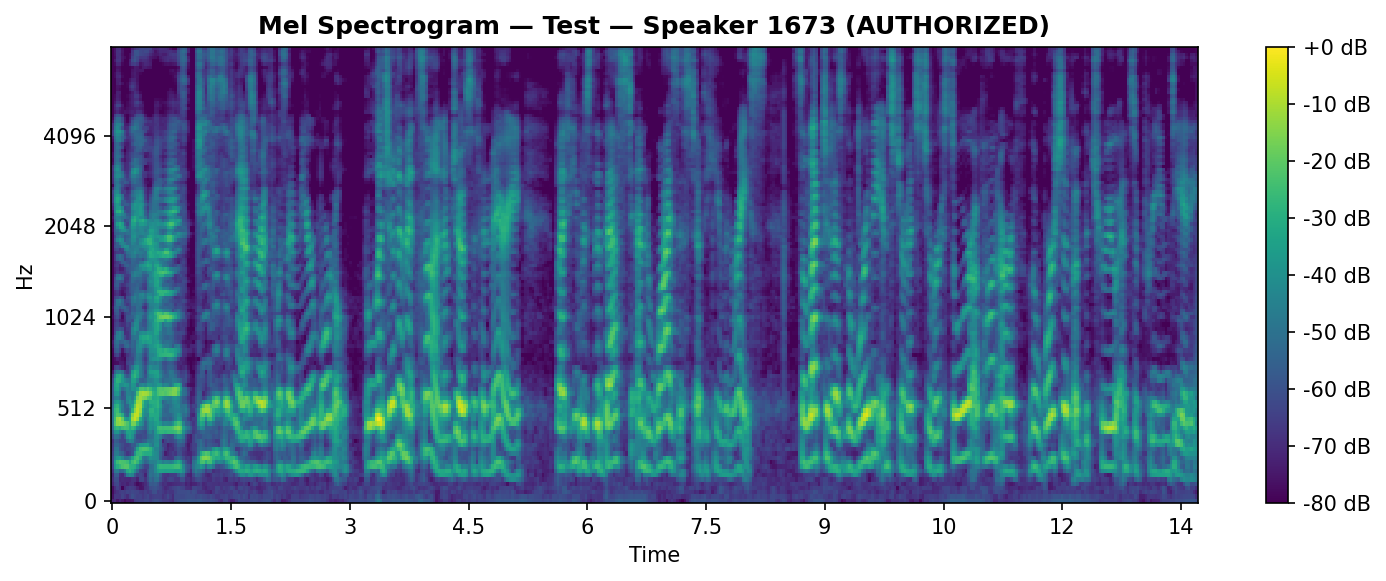 Mel Spectrogram — Test — Speaker 1673 (AUTHORIZED)
Hz
4096
2048
1024
512
0
0 1.5 3 4.5 6 7.5 9 10 12 14
Time
+0 dB
-10 dB
-20 dB
-30 dB
-40 dB
-50 dB
-60 dB
-70 dB
-80 dB